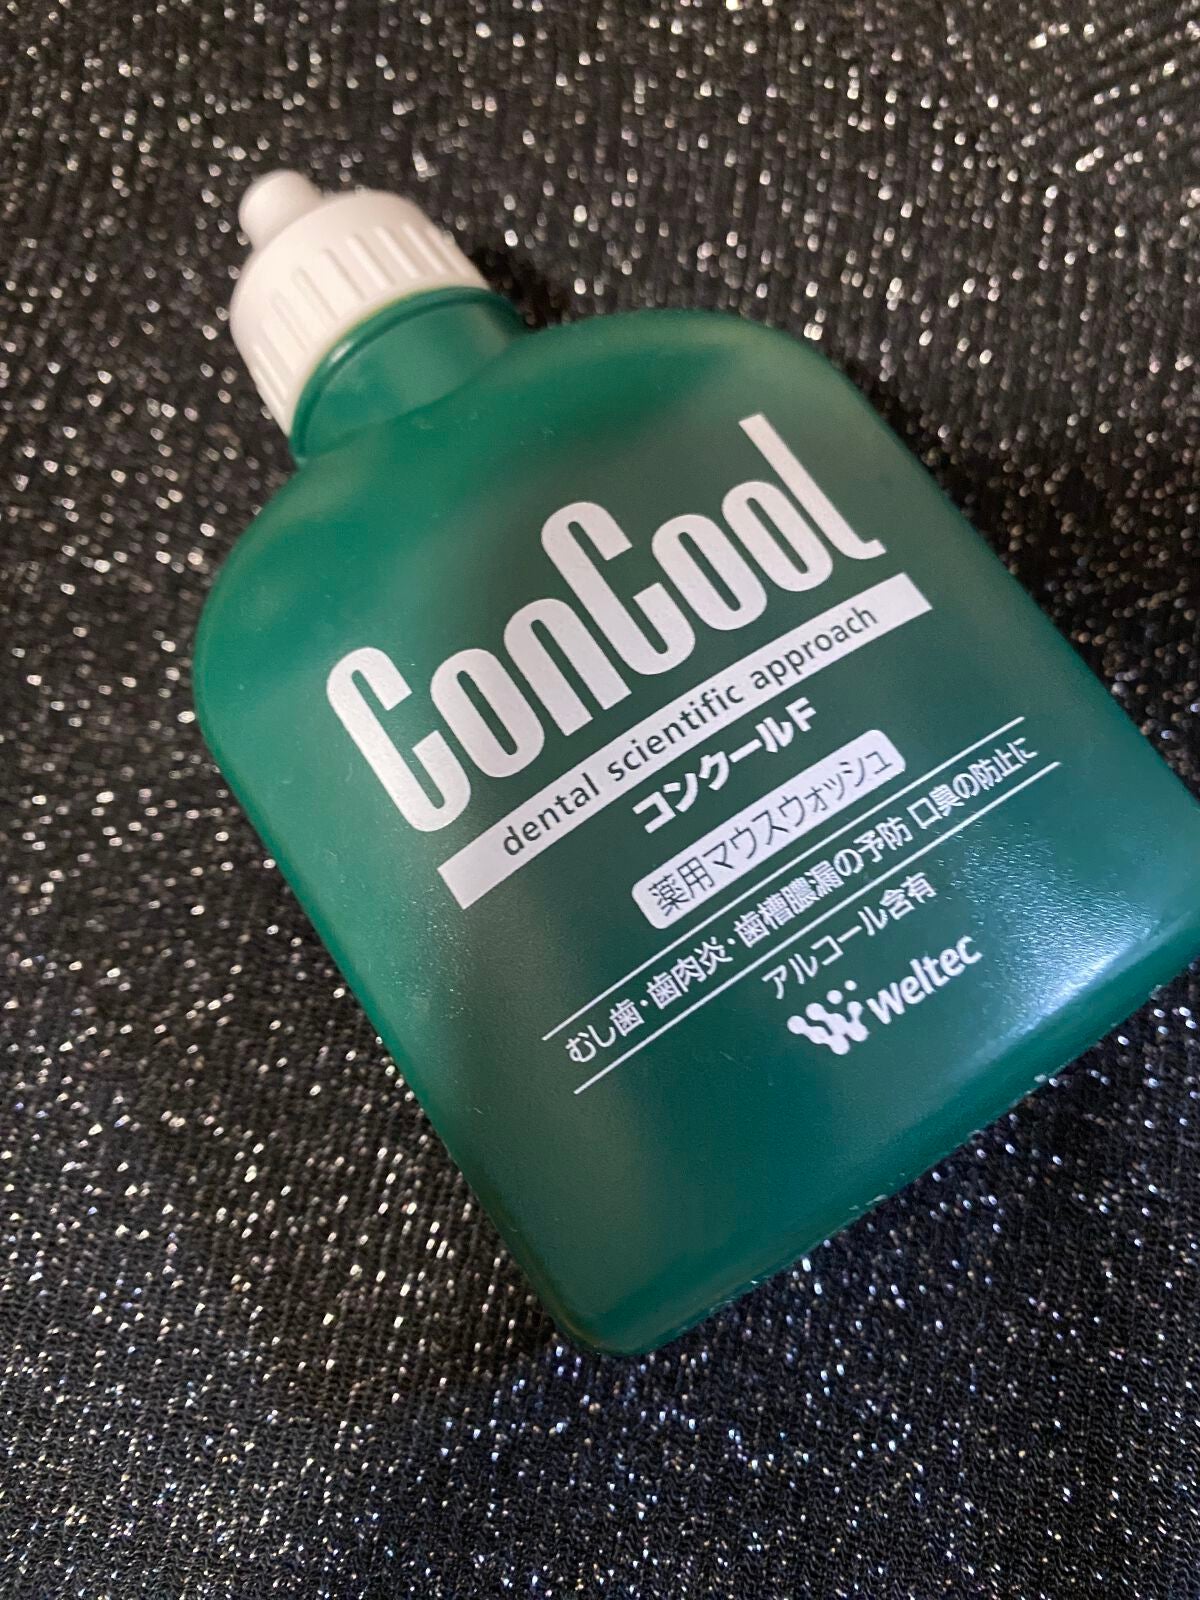 ConCool
dental scientific approach
コンクールF
薬用マウスウォッシュ
むし歯・歯肉炎・歯槽膿漏の予防 口臭の防止に
アルコール含有
weltec